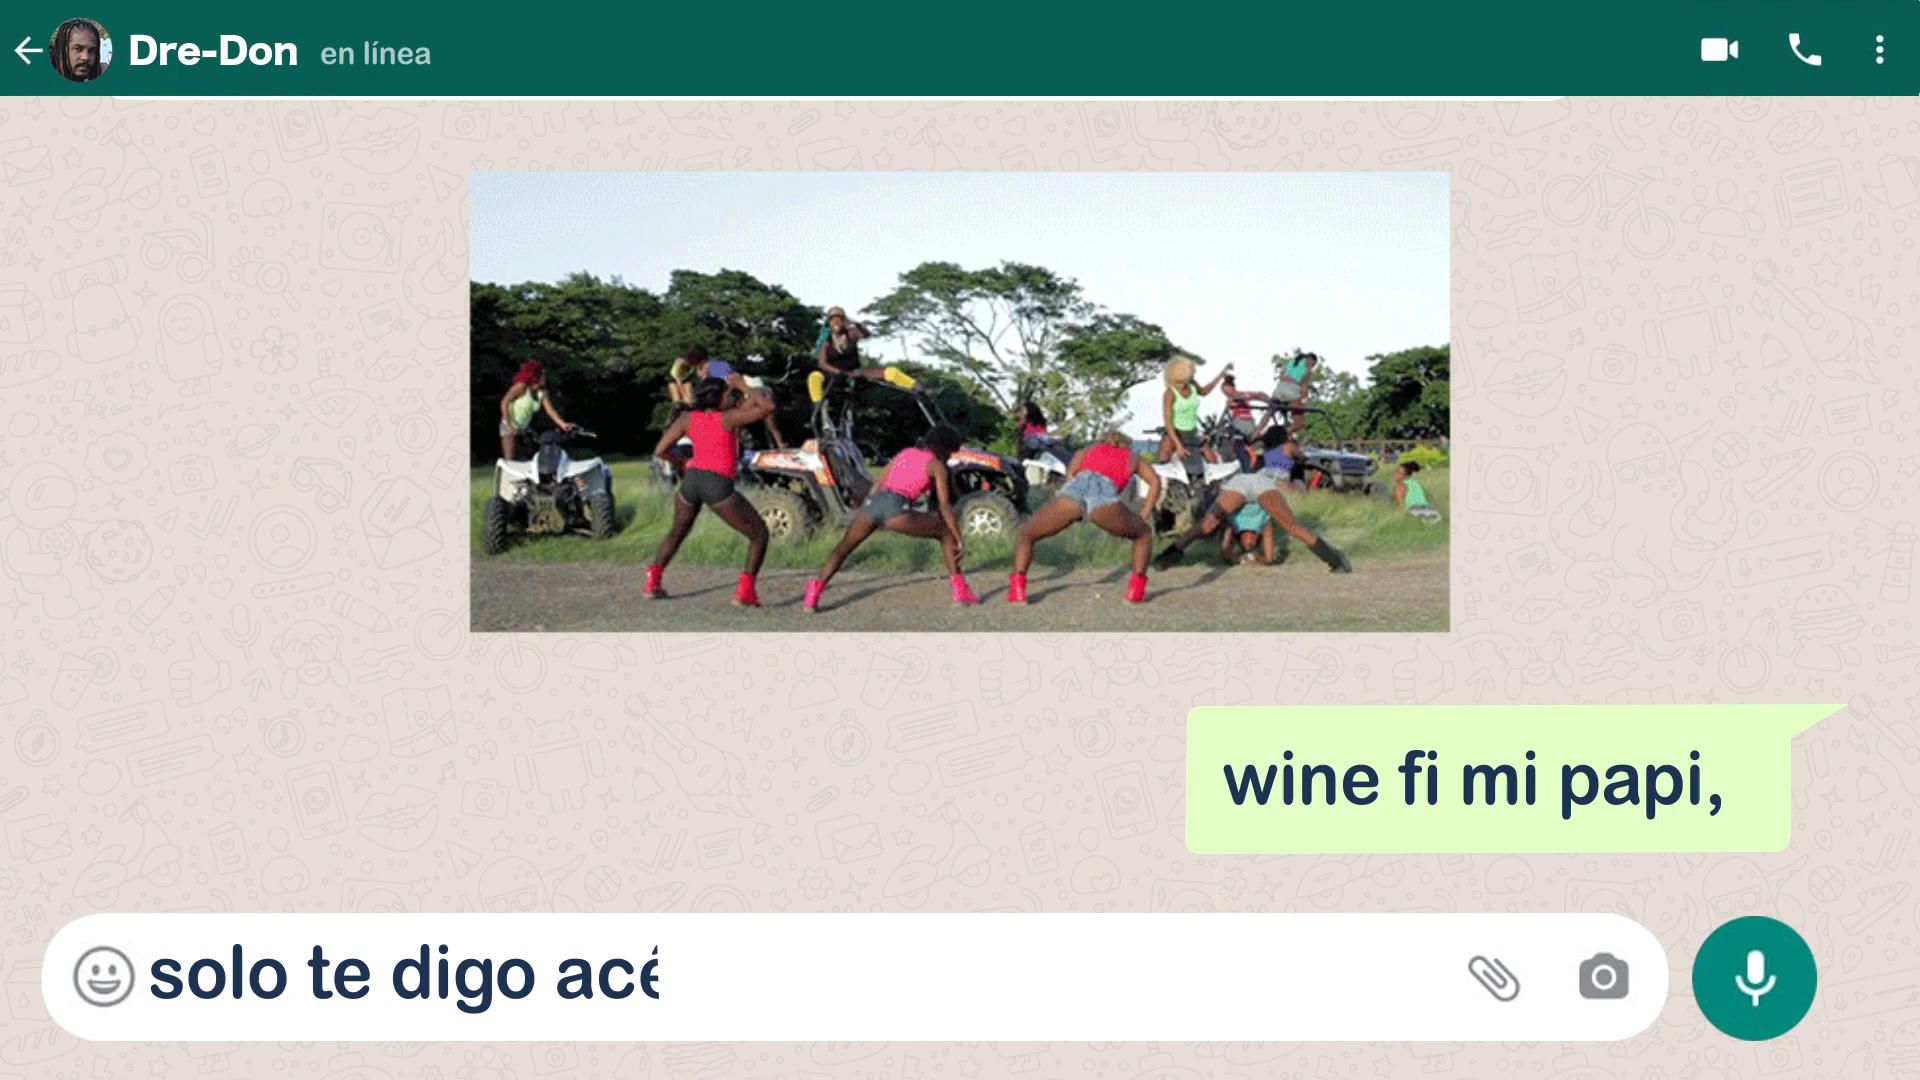 Dre-Don en línea
wine fi mi papi,
solo te digo